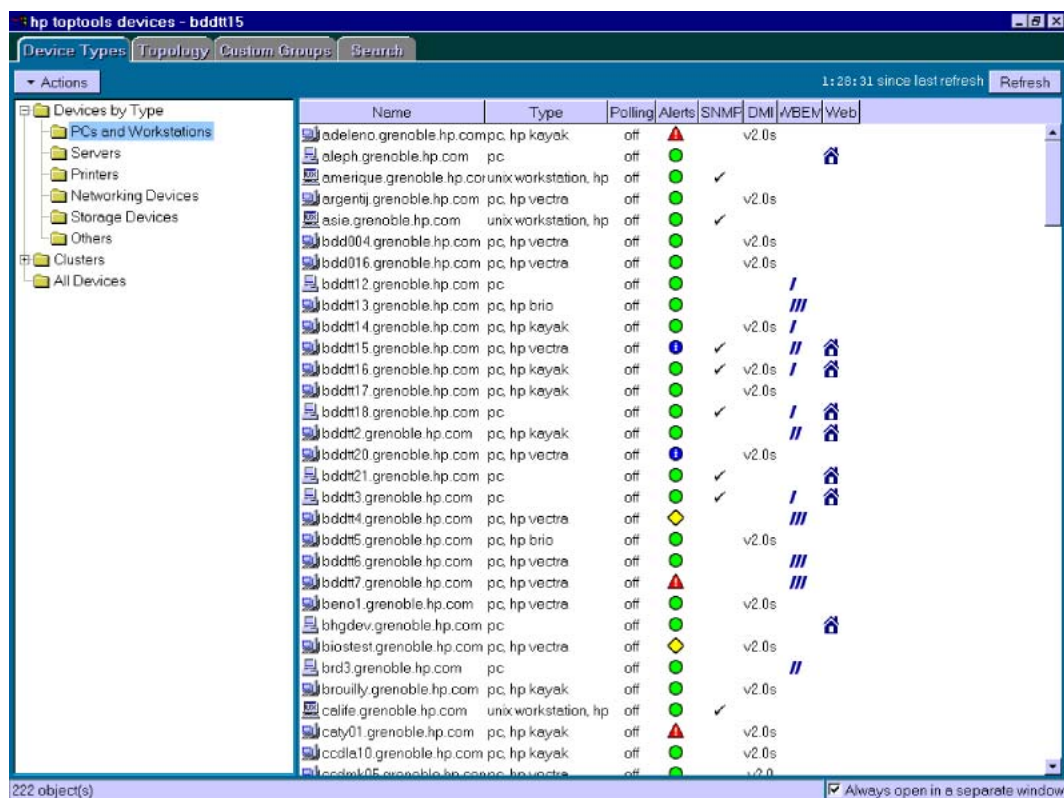 hp toptools devices - bddtt15
Device Types Topology Custom Groups Search
Actions 1:28:31 since last refresh Refresh
Devices by Type
PCs and Workstations
Servers
Printers
Networking Devices
Storage Devices
Others
Clusters
All Devices
Name Type Polling Alerts SNMP DMI WBEM Web
adeleno.grenoble.hp.com pc, hp kayak off v2.0s
aleph.grenoble.hp.com pc off
amerique.grenoble.hp.cor unix workstation, hp off ✓
argentij.grenoble.hp.com pc, hp vectra off v2.0s
asie.grenoble.hp.com unix workstation, hp off ✓
bdd004.grenoble.hp.com pc, hp vectra off v2.0s
bdd016.grenoble.hp.com pc, hp vectra off v2.0s
bddtt12.grenoble.hp.com pc off /
bddtt13.grenoble.hp.com pc, hp brio off ///
bddtt14.grenoble.hp.com pc, hp kayak off v2.0s /
bddtt15.grenoble.hp.com pc, hp vectra off i ✓ //
bddtt16.grenoble.hp.com pc, hp kayak off ✓ v2.0s /
bddtt17.grenoble.hp.com pc, hp kayak off v2.0s
bddtt18.grenoble.hp.com pc off ✓ /
bddtt2.grenoble.hp.com pc, hp kayak off //
bddtt20.grenoble.hp.com pc, hp vectra off i v2.0s
bddtt21.grenoble.hp.com pc off ✓
bddtt3.grenoble.hp.com pc off ✓ /
bddtt4.grenoble.hp.com pc, hp vectra off ///
bddtt5.grenoble.hp.com pc, hp brio off v2.0s
bddtt6.grenoble.hp.com pc, hp vectra off ///
bddtt7.grenoble.hp.com pc, hp vectra off ///
beno1.grenoble.hp.com pc, hp vectra off v2.0s
bhgdev.grenoble.hp.com pc off
biostest.grenoble.hp.com pc, hp vectra off v2.0s
brd3.grenoble.hp.com pc off //
brouilly.grenoble.hp.com pc, hp kayak off v2.0s
calife.grenoble.hp.com unix workstation, hp off ✓
caty01.grenoble.hp.com pc, hp kayak off v2.0s
ccdla10.grenoble.hp.com pc, hp kayak off v2.0s
222 object(s) Always open in a separate window